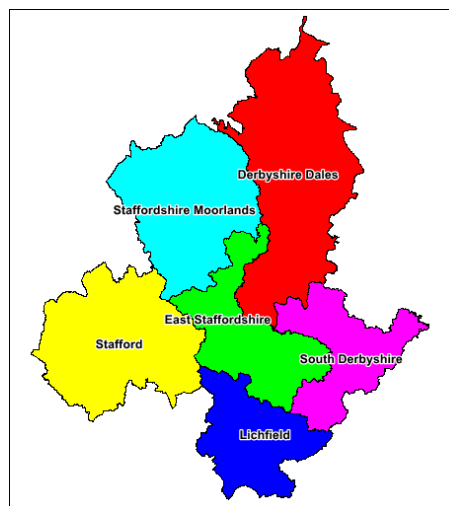 Derbyshire Dales
Staffordshire Moorlands
East Staffordshire
Stafford
South Derbyshire
Lichfield